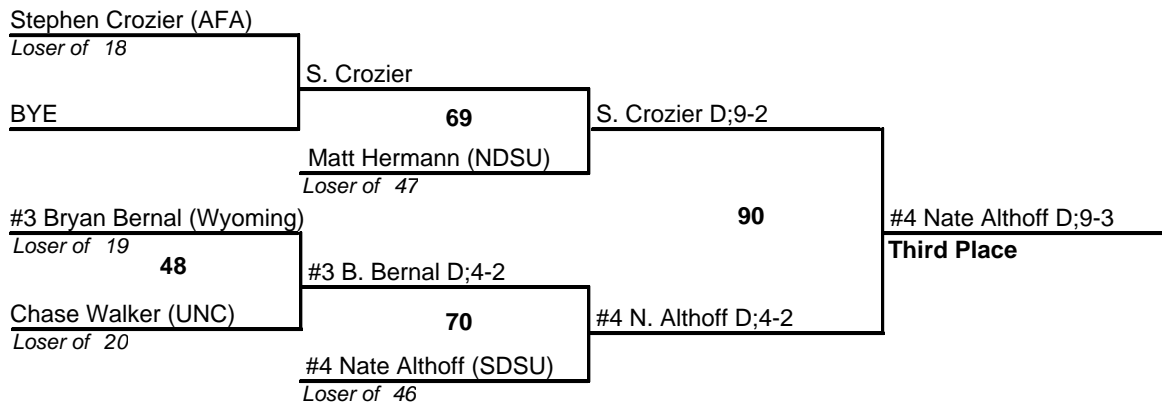 Stephen Crozier (AFA)
Loser of 18
S. Crozier
BYE
69
S. Crozier D;9-2
Matt Hermann (NDSU)
Loser of 47
#3 Bryan Bernal (Wyoming)
Loser of 19
90
#4 Nate Althoff D;9-3
Third Place
48
#3 B. Bernal D;4-2
Chase Walker (UNC)
Loser of 20
70
#4 N. Althoff D;4-2
#4 Nate Althoff (SDSU)
Loser of 46